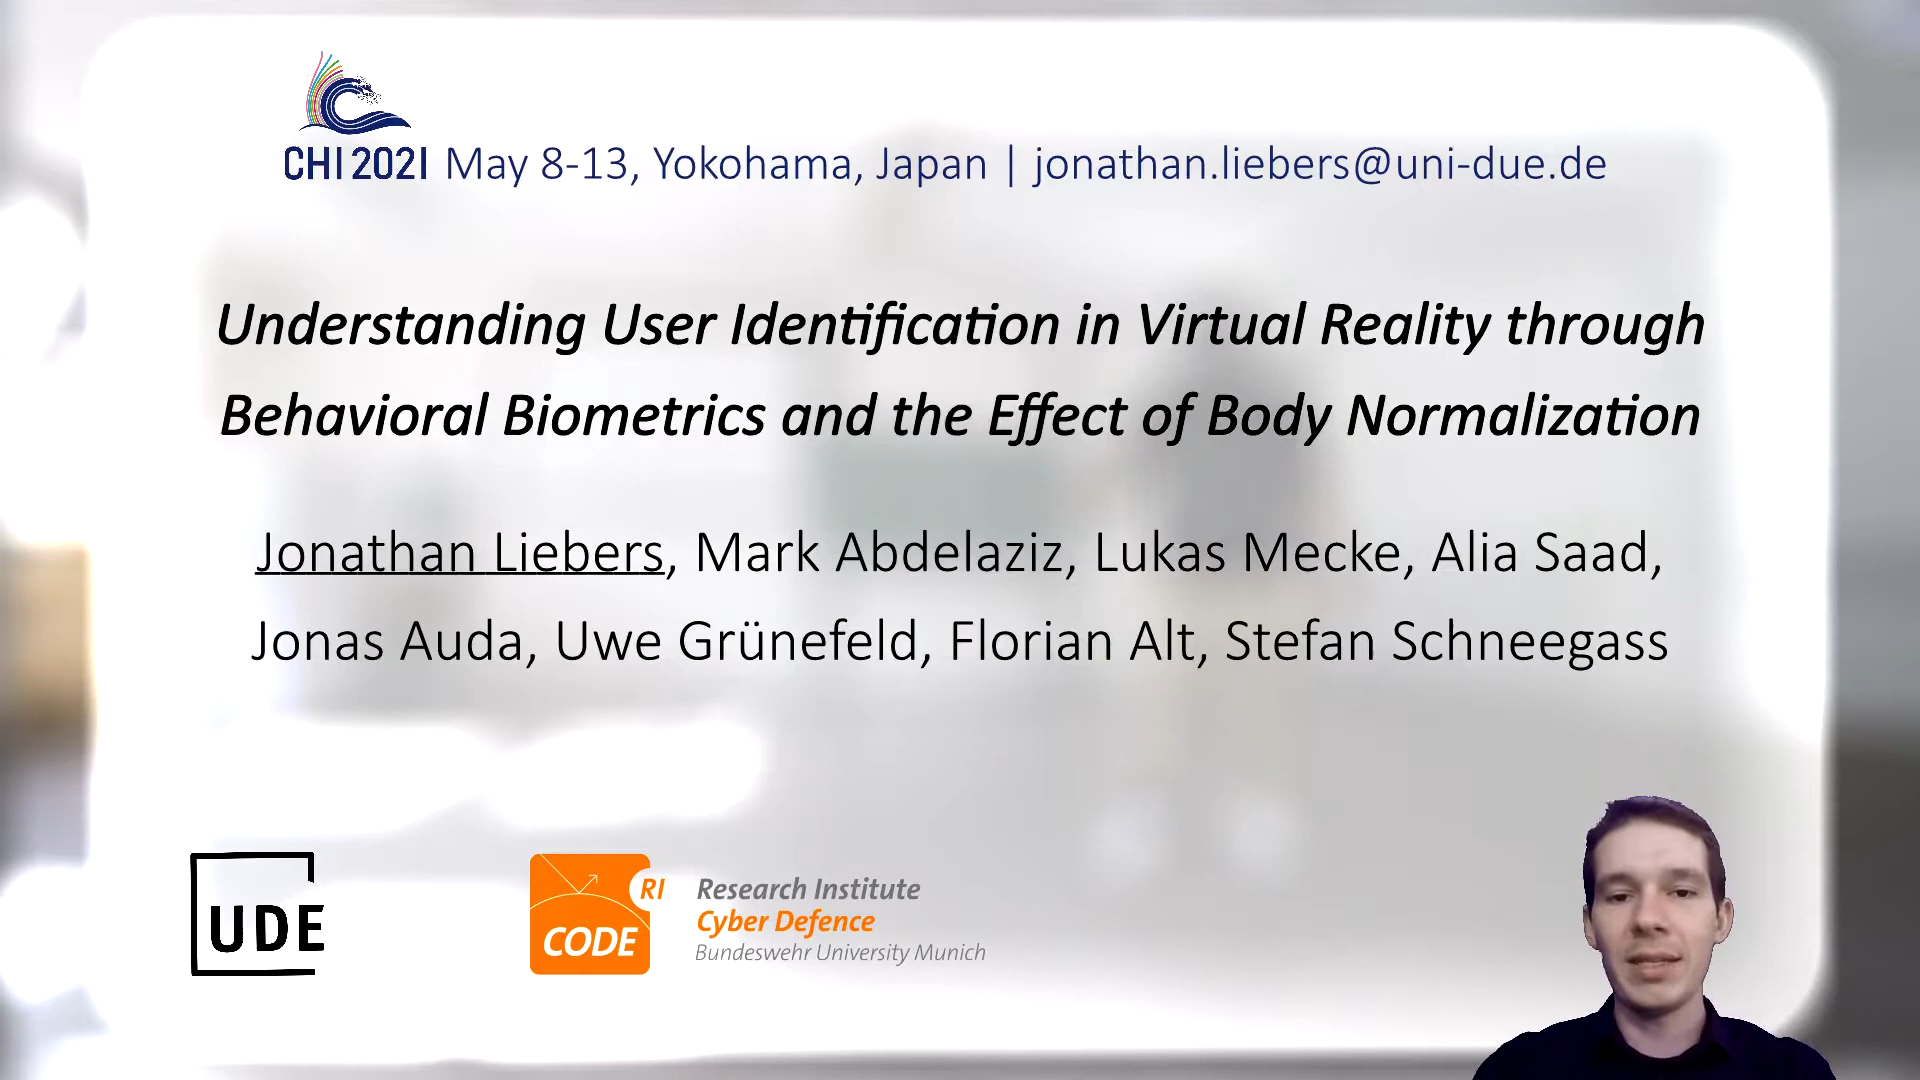 CHI 2021 May 8-13, Yokohama, Japan | jonathan.liebers@uni-due.de
Understanding User Identification in Virtual Reality through
Behavioral Biometrics and the Effect of Body Normalization
Jonathan Liebers, Mark Abdelaziz, Lukas Mecke, Alia Saad,
Jonas Auda, Uwe Grünefeld, Florian Alt, Stefan Schneegass
UDE
RI
CODE
Research Institute
Cyber Defence
Bundeswehr University Munich